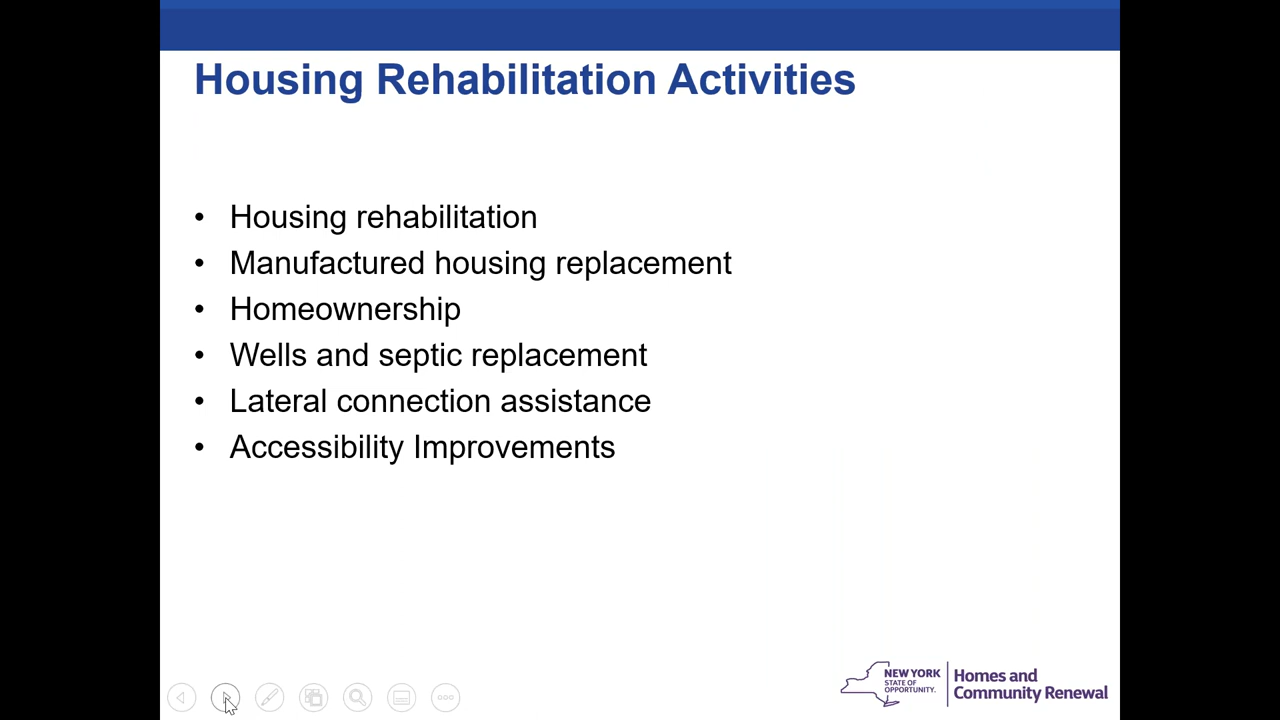 Housing Rehabilitation Activities
• Housing rehabilitation
• Manufactured housing replacement
• Homeownership
• Wells and septic replacement
• Lateral connection assistance
• Accessibility Improvements
NEW YORK
STATE OF
OPPORTUNITY.
Homes and
Community Renewal